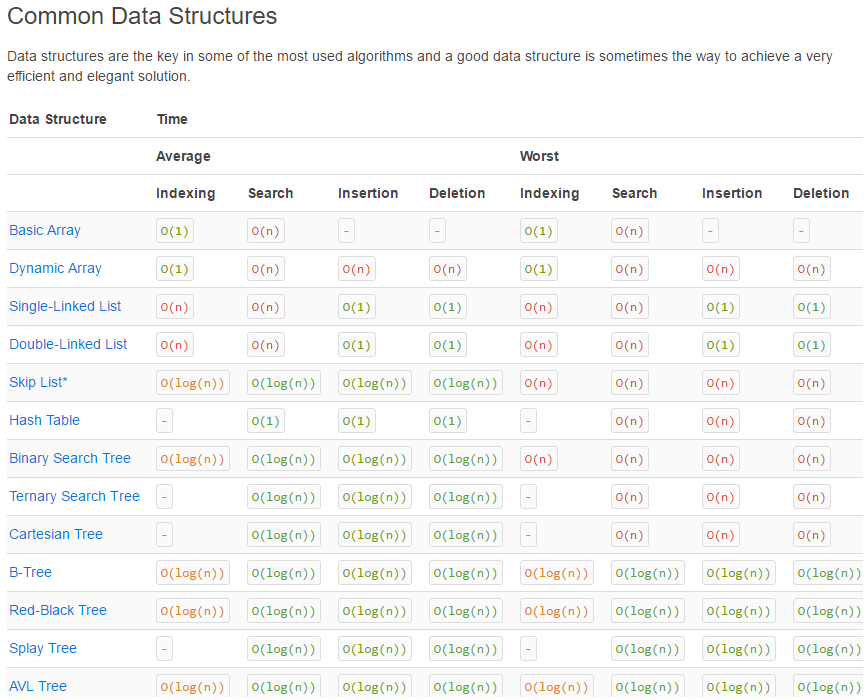 Common Data Structures
Data structures are the key in some of the most used algorithms and a good data structure is sometimes the way to achieve a very
efficient and elegant solution.
Data Structure Time
Average Worst
Indexing Search Insertion Deletion Indexing Search Insertion Deletion
Basic Array O(1) O(n) - - O(1) O(n) - -
Dynamic Array O(1) O(n) O(n) O(n) O(1) O(n) O(n) O(n)
Single-Linked List O(n) O(n) O(1) O(1) O(n) O(n) O(1) O(1)
Double-Linked List O(n) O(n) O(1) O(1) O(n) O(n) O(1) O(1)
Skip List* O(log(n)) O(log(n)) O(log(n)) O(log(n)) O(n) O(n) O(n) O(n)
Hash Table - O(1) O(1) O(1) - O(n) O(n) O(n)
Binary Search Tree O(log(n)) O(log(n)) O(log(n)) O(log(n)) O(n) O(n) O(n) O(n)
Ternary Search Tree - O(log(n)) O(log(n)) O(log(n)) - O(n) O(n) O(n)
Cartesian Tree - O(log(n)) O(log(n)) O(log(n)) - O(n) O(n) O(n)
B-Tree O(log(n)) O(log(n)) O(log(n)) O(log(n)) O(log(n)) O(log(n)) O(log(n)) O(log(n))
Red-Black Tree O(log(n)) O(log(n)) O(log(n)) O(log(n)) O(log(n)) O(log(n)) O(log(n)) O(log(n))
Splay Tree - O(log(n)) O(log(n)) O(log(n)) - O(log(n)) O(log(n)) O(log(n))
AVL Tree O(log(n)) O(log(n)) O(log(n)) O(log(n)) O(log(n)) O(log(n)) O(log(n)) O(log(n))